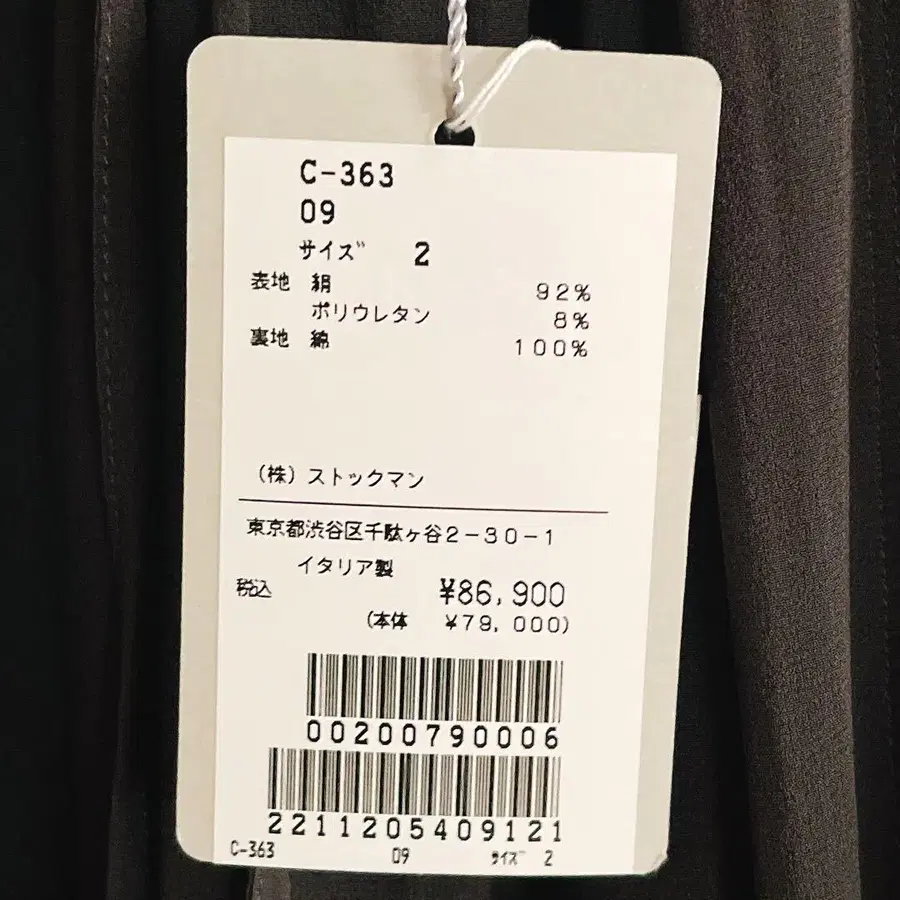 C-363
09
サイズ 2
表地 絹 92%
ポリウレタン 8%
裏地 綿 100%
(株)ストックマン
東京都渋谷区千駄ヶ谷2-30-1
イタリア製
税込 ¥86,900
(本体 ¥79,000)
00200790006
2211205409121
C-363 09 サイズ 2